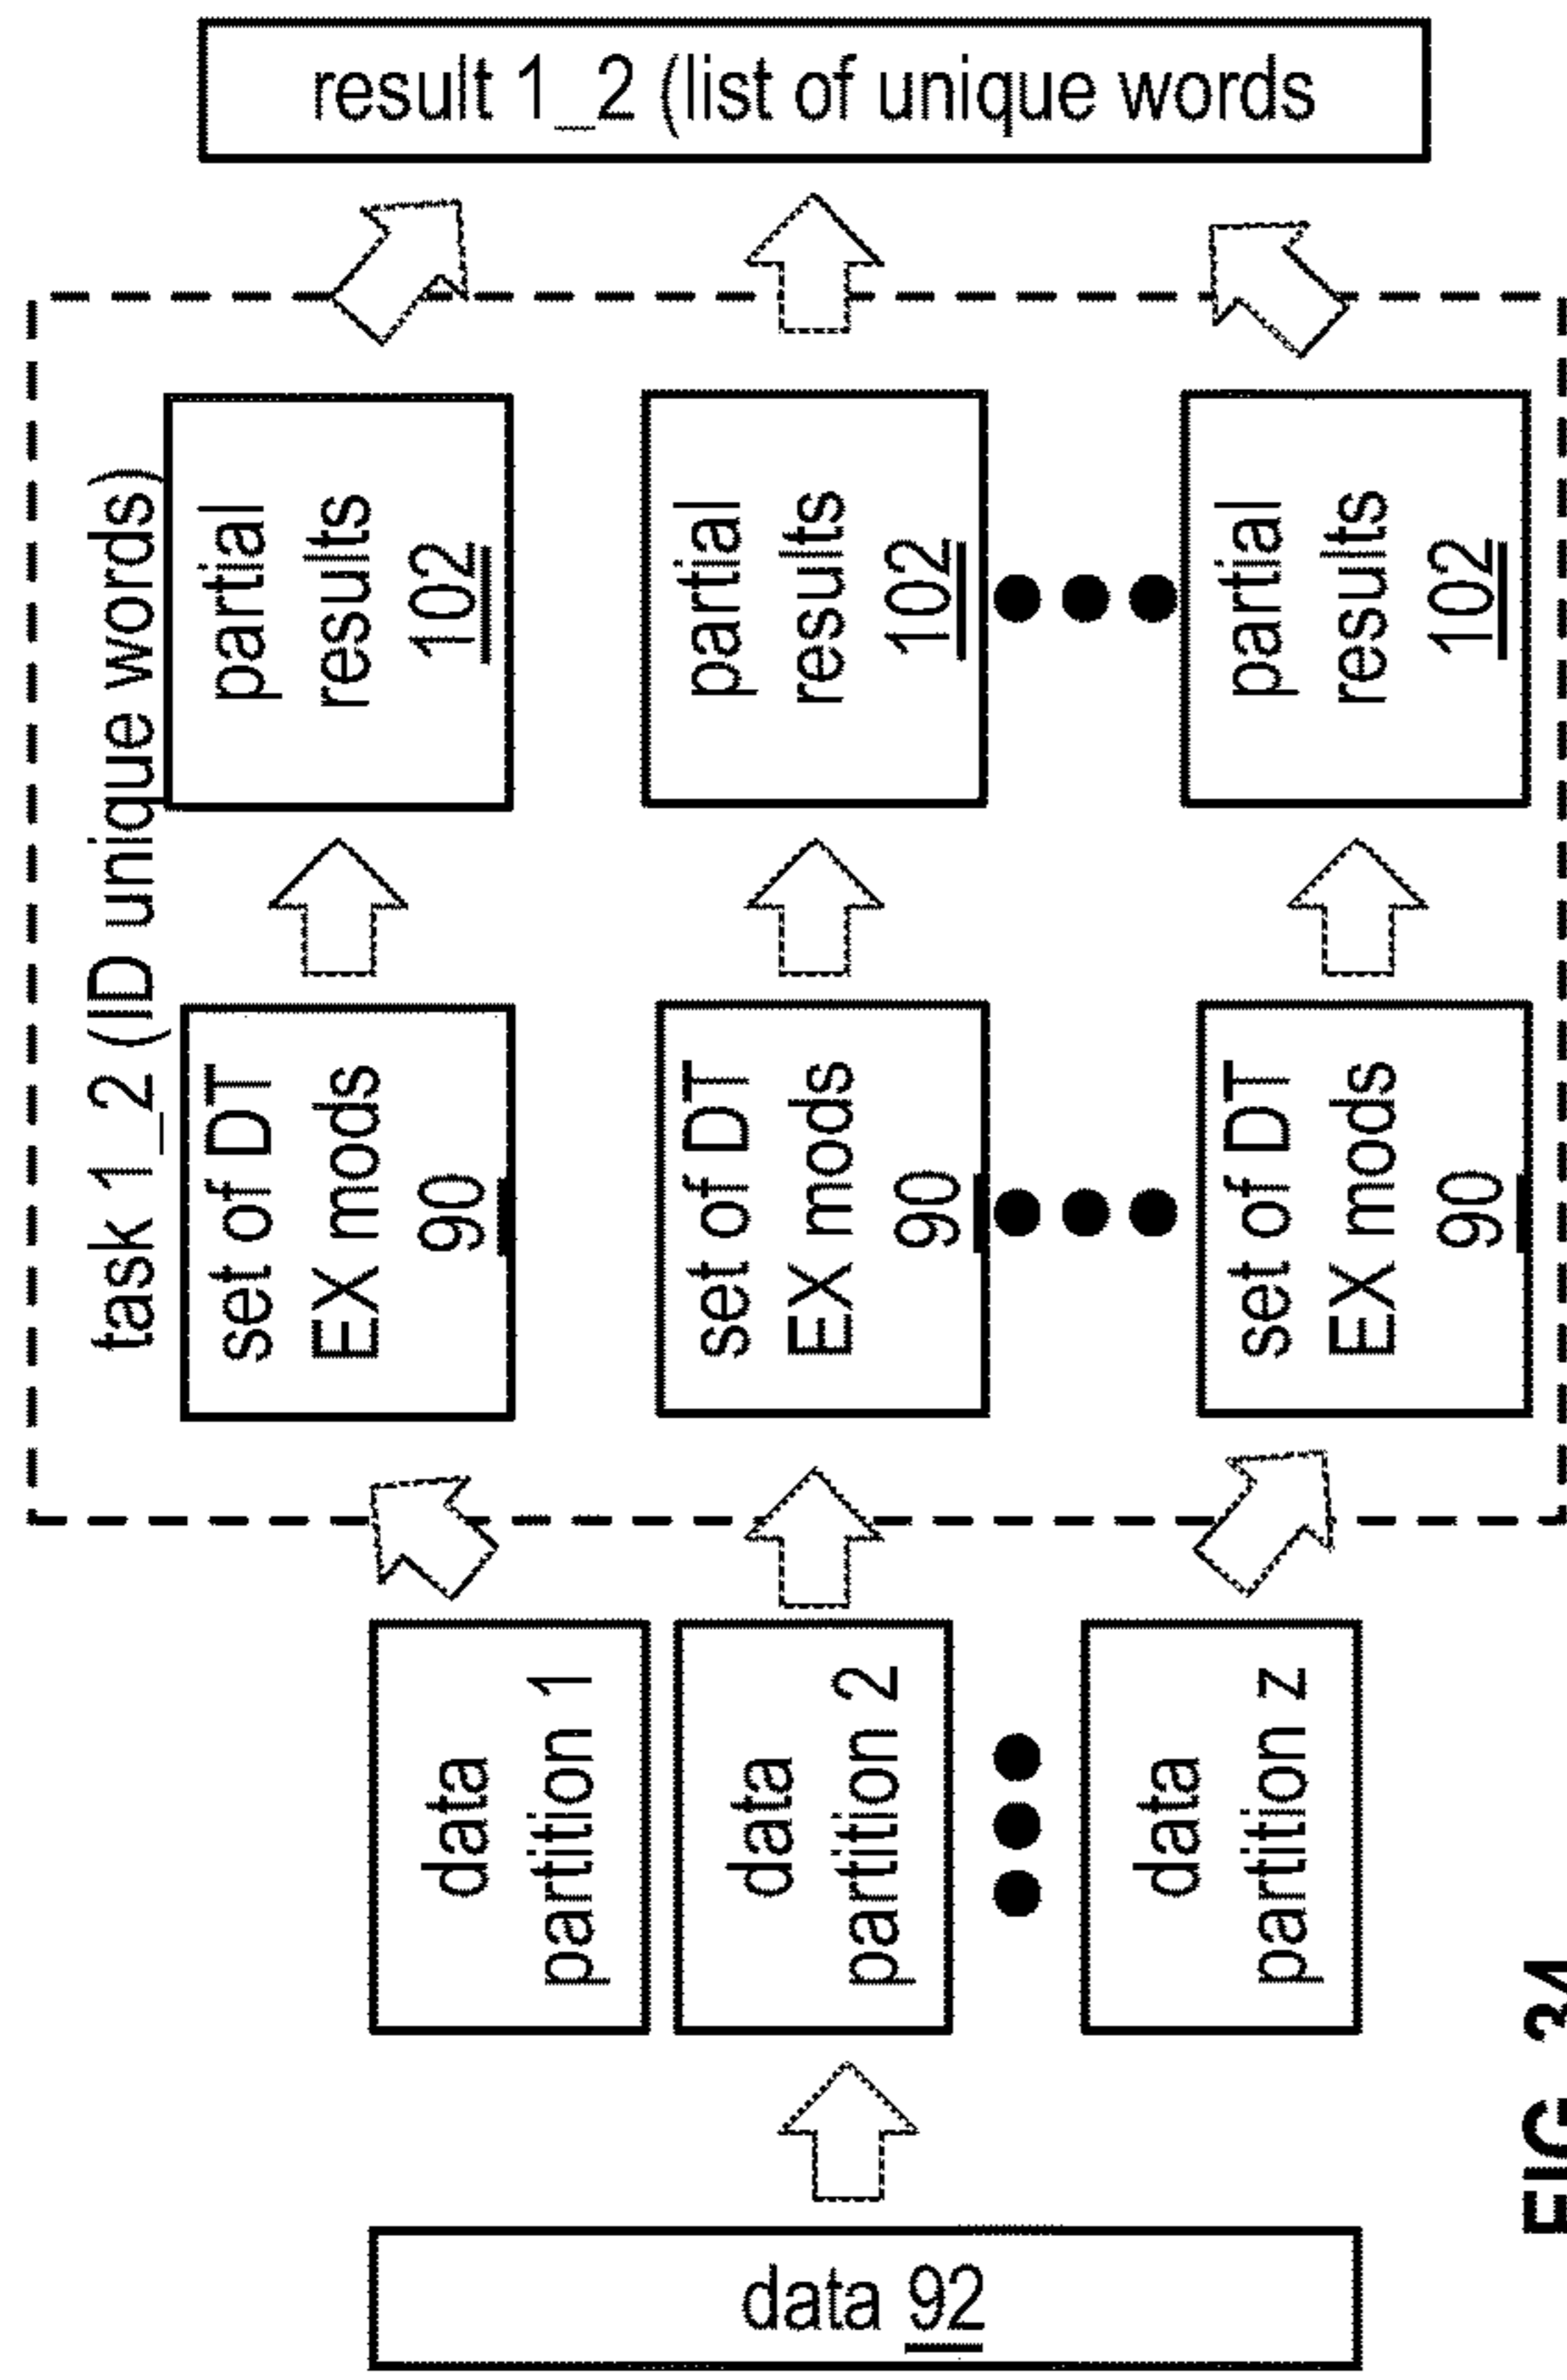 result 1_2 (list of unique words
task 1_2 (ID unique words)
partial
results
102
partial
results
102
partial
results
102
set of DT
EX mods
90
set of DT
EX mods
90
set of DT
EX mods
90
data
partition 1
data
partition 2
data
partition z
data 92
FIG. 34